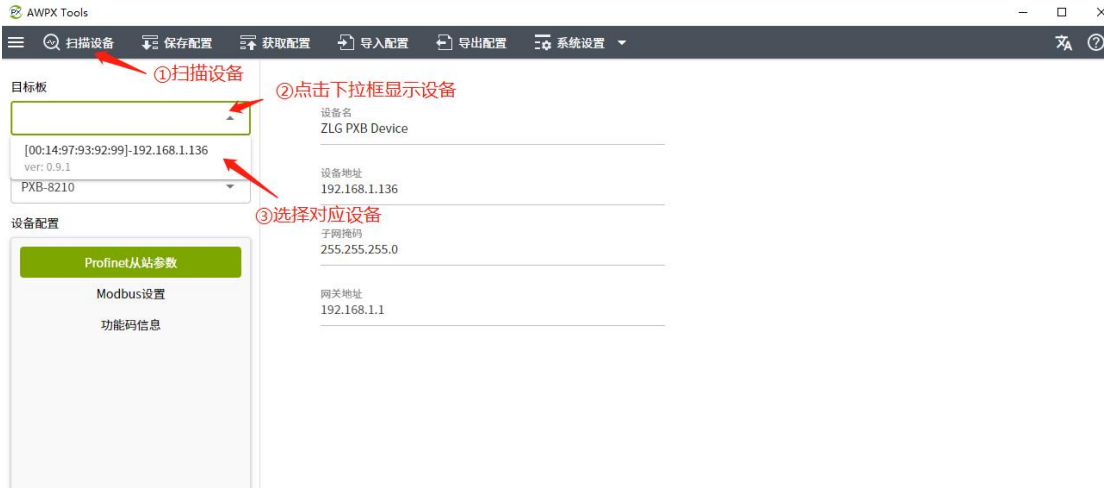 AWPX Tools
扫描设备 保存配置 获取配置 导入配置 导出配置 系统设置
①扫描设备
目标板
②点击下拉框显示设备
设备名
ZLG PXB Device
[00:14:97:93:92:99]-192.168.1.136
ver: 0.9.1
设备地址
PXB-8210
192.168.1.136
③选择对应设备
设备配置
子网掩码
255.255.255.0
Profinet从站参数
Modbus设置
网关地址
192.168.1.1
功能码信息